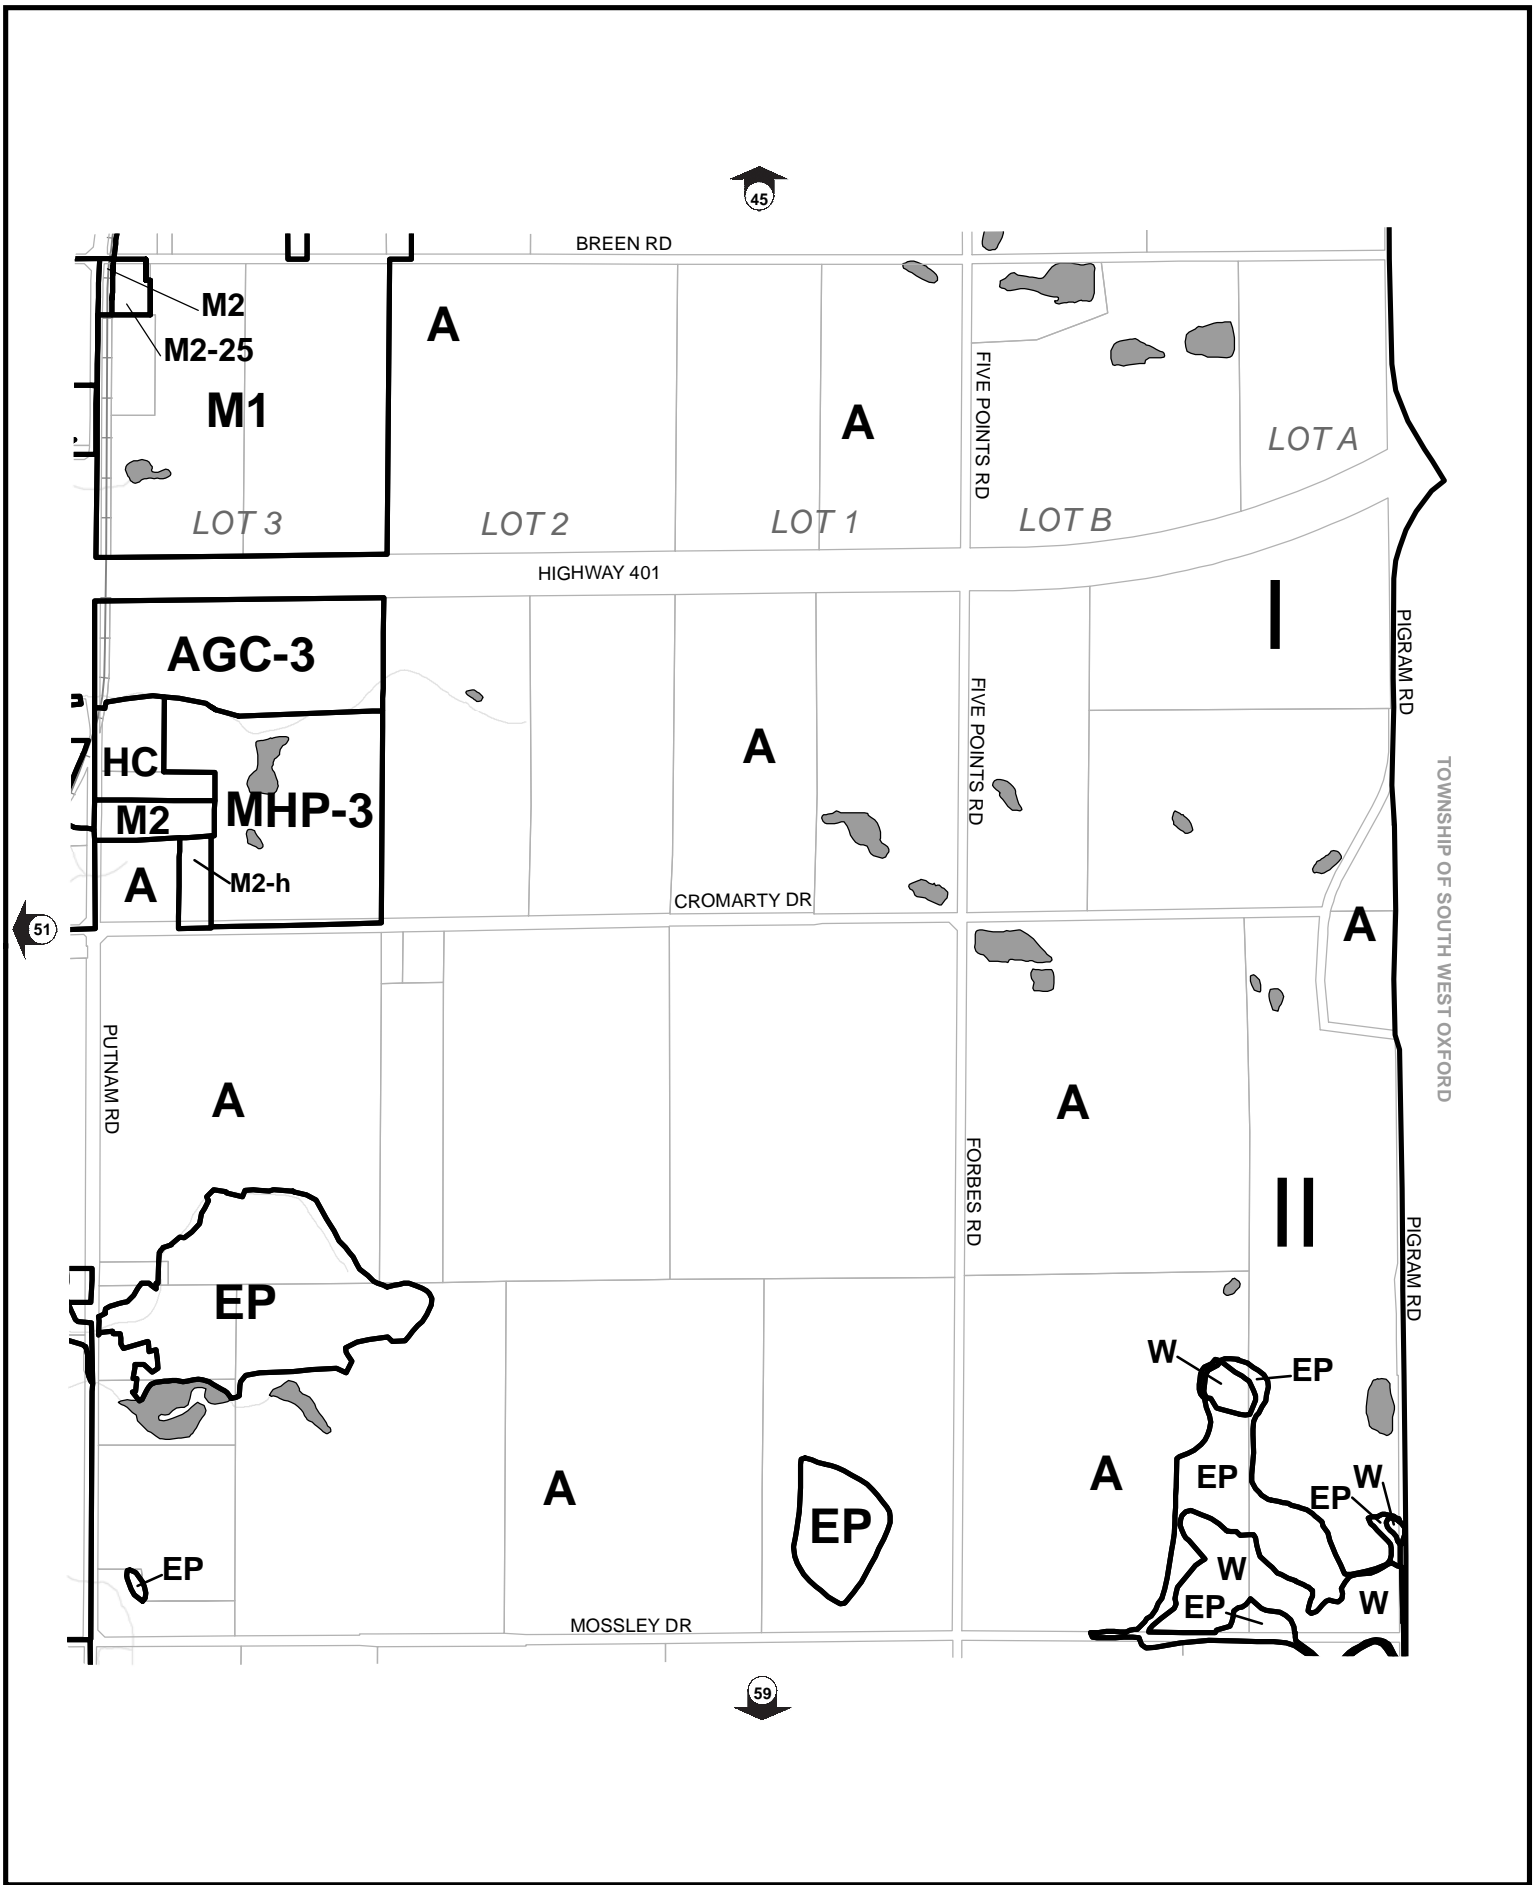 45
BREEN RD
M2
M2-25
A
M1
A
FIVE POINTS RD
LOT A
LOT 3
LOT 2
LOT 1
LOT B
HIGHWAY 401
I
PIGRAM RD
AGC-3
FIVE POINTS RD
A
7
HC
MHP-3
M2
TOWNSHIP OF SOUTH WEST OXFORD
A
M2-h
CROMARTY DR
51
A
PUTNAM RD
A
A
FORBES RD
II
PIGRAM RD
EP
W
EP
A
A
EP
W
EP
EP
EP
W
W
EP
MOSSLEY DR
59